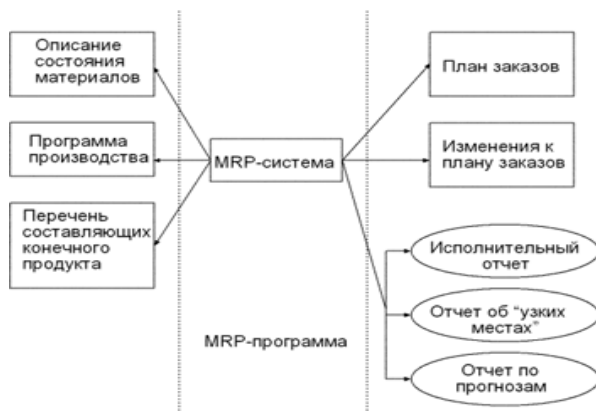 Описание
состояния
материалов
Программа
производства
Перечень
составляющих
конечного
продукта
MRP-система
MRP-программа
План заказов
Изменения к
плану заказов
Исполнительный
отчет
Отчет об “узких
местах”
Отчет по
прогнозам